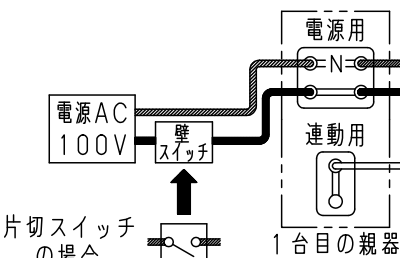 電源用
N
電源AC
100V
壁
スイッチ
連動用
片切スイッチ
の場合
1台目の親器